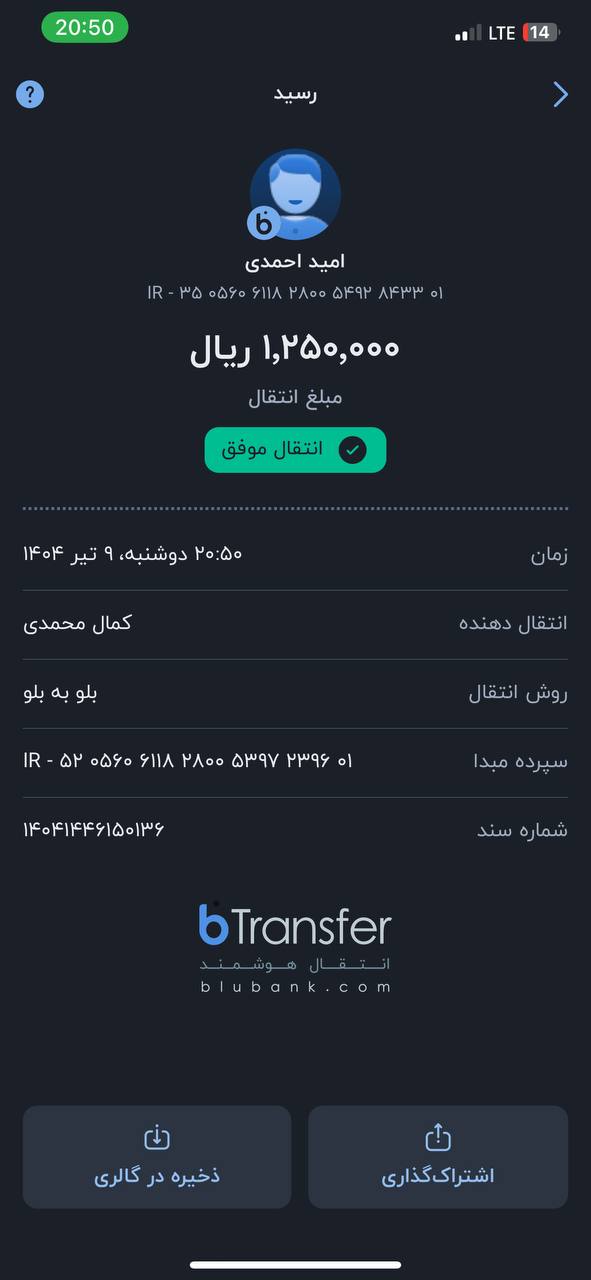 20:50
LTE 14
?
رسید
b
امید احمدی
IR - ۳۵ ۰۵۶۰ ۶۱۱۸ ۲۸۰۰ ۵۴۹۲ ۸۴۳۳ ۰۱
۱,۲۵۰,۰۰۰ ریال
مبلغ انتقال
انتقال موفق
زمان ۲۰:۵۰ دوشنبه، ۹ تیر ۱۴۰۴
انتقال دهنده کمال محمدی
روش انتقال بلو به بلو
سپرده مبدا IR - ۵۲ ۰۵۶۰ ۶۱۱۸ ۲۸۰۰ ۵۳۹۷ ۲۳۹۶ ۰۱
شماره سند ۱۴۰۴۱۴۴۶۱۵۰۱۳۶
bTransfer
انـتـقـال هـوشـمـنـد
blubank.com
اشتراک‌گذاری
ذخیره در گالری